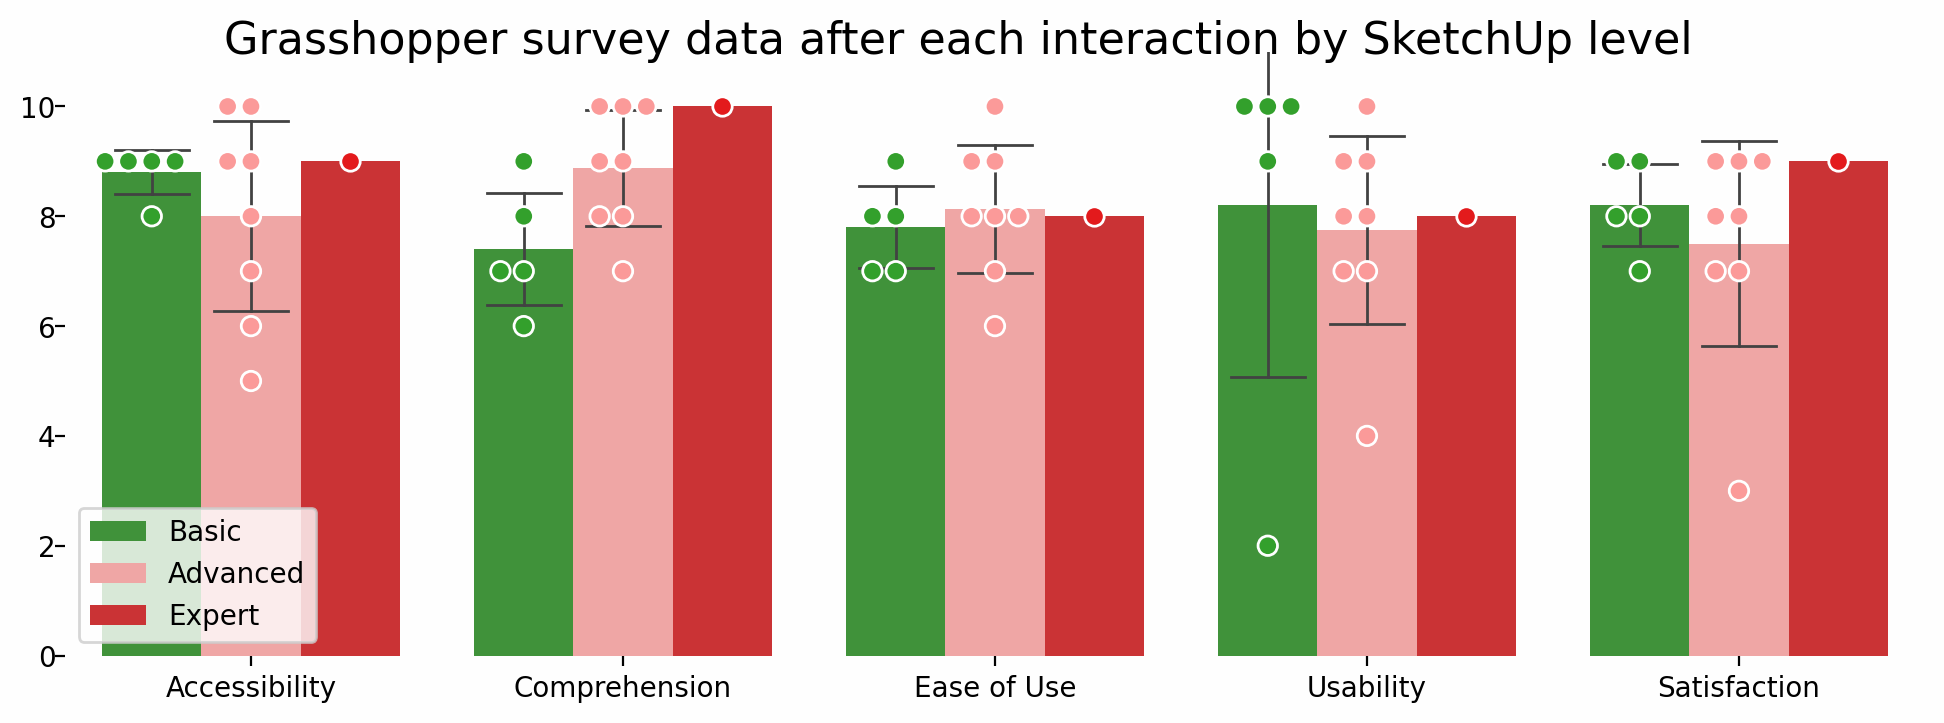 Grasshopper survey data after each interaction by SketchUp level
10
8
6
4
2
0
Basic
Advanced
Expert
Accessibility Comprehension Ease of Use Usability Satisfaction